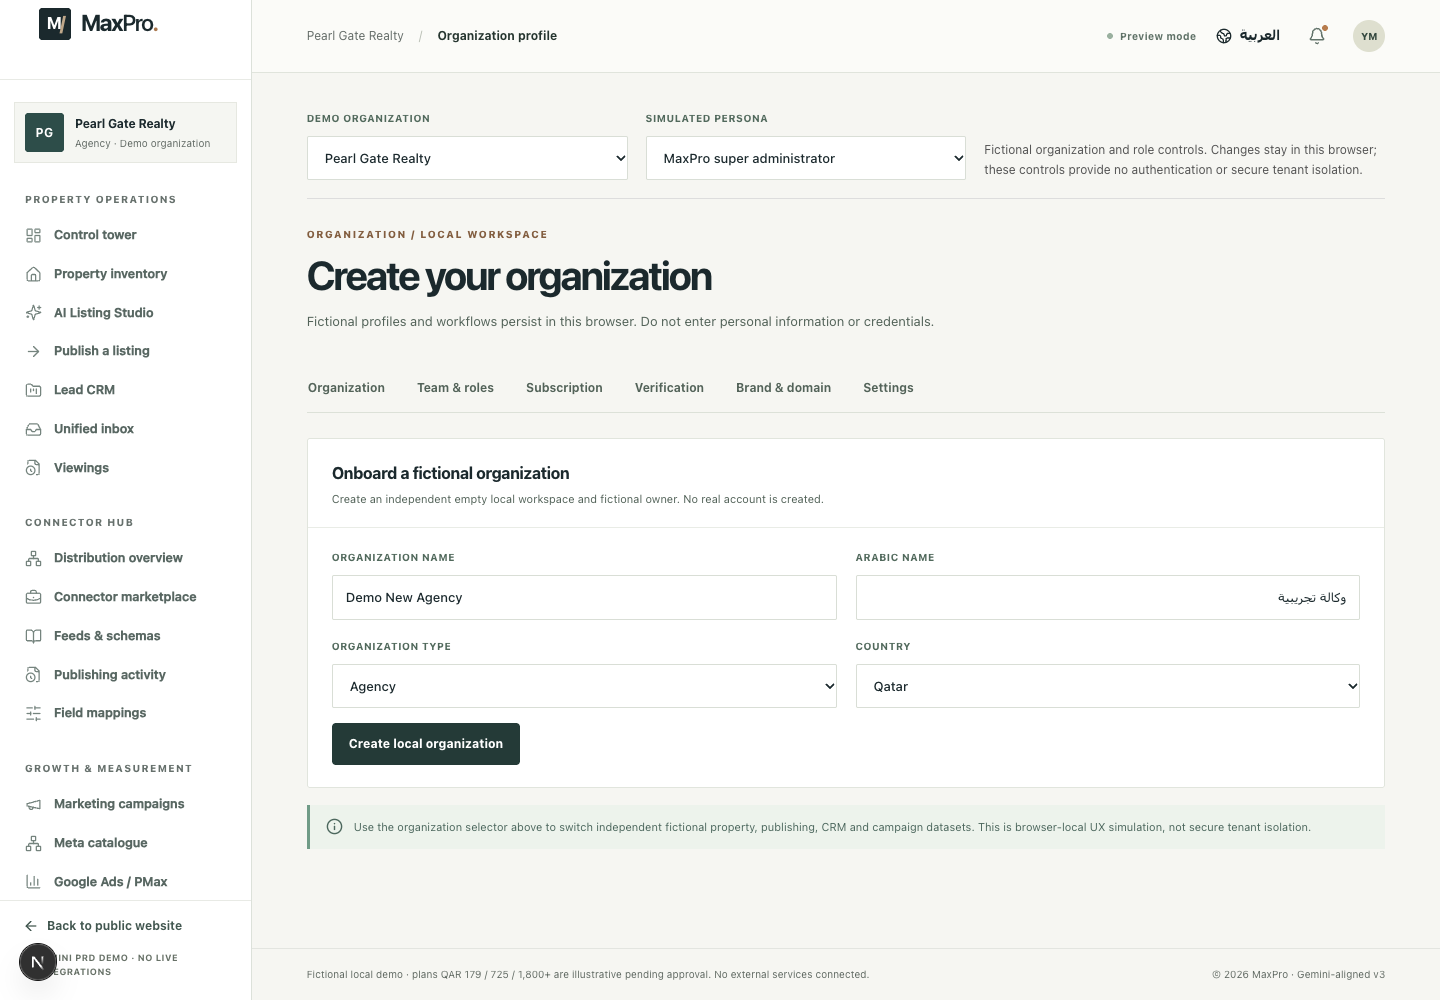 M/ MaxPro.
Pearl Gate Realty / Organization profile
Preview mode
العربية
YM
PG
Pearl Gate Realty
Agency · Demo organization
PROPERTY OPERATIONS
Control tower
Property inventory
AI Listing Studio
Publish a listing
Lead CRM
Unified inbox
Viewings
CONNECTOR HUB
Distribution overview
Connector marketplace
Feeds & schemas
Publishing activity
Field mappings
GROWTH & MEASUREMENT
Marketing campaigns
Meta catalogue
Google Ads / PMax
Back to public website
PRD DEMO · NO LIVE
N
DEMO ORGANIZATION
Pearl Gate Realty
SIMULATED PERSONA
MaxPro super administrator
Fictional organization and role controls. Changes stay in this browser;
these controls provide no authentication or secure tenant isolation.
ORGANIZATION / LOCAL WORKSPACE
Create your organization
Fictional profiles and workflows persist in this browser. Do not enter personal information or credentials.
Organization Team & roles Subscription Verification Brand & domain Settings
Onboard a fictional organization
Create an independent empty local workspace and fictional owner. No real account is created.
ORGANIZATION NAME
Demo New Agency
ARABIC NAME
وكالة تجريبية
ORGANIZATION TYPE
Agency
COUNTRY
Qatar
Create local organization
Use the organization selector above to switch independent fictional property, publishing, CRM and campaign datasets. This is browser-local UX simulation, not secure tenant isolation.
Fictional local demo · plans QAR 179 / 725 / 1,800+ are illustrative pending approval. No external services connected.
© 2026 MaxPro · Gemini-aligned v3